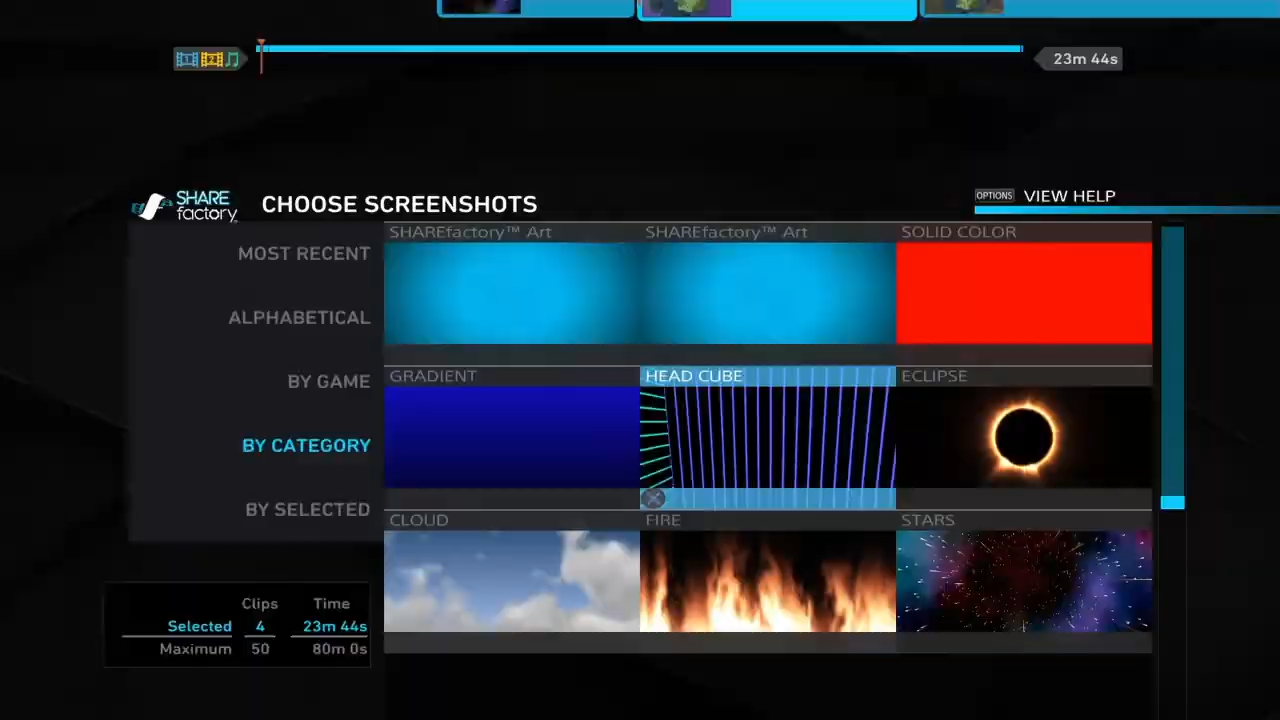 23m 44s
SHARE
factory™
CHOOSE SCREENSHOTS
OPTIONS VIEW HELP
MOST RECENT
ALPHABETICAL
BY GAME
BY CATEGORY
BY SELECTED
SHAREfactory™ Art
SHAREfactory™ Art
SOLID COLOR
GRADIENT
HEAD CUBE
ECLIPSE
CLOUD
FIRE
STARS
Clips Time
Selected 4 23m 44s
Maximum 50 80m 0s